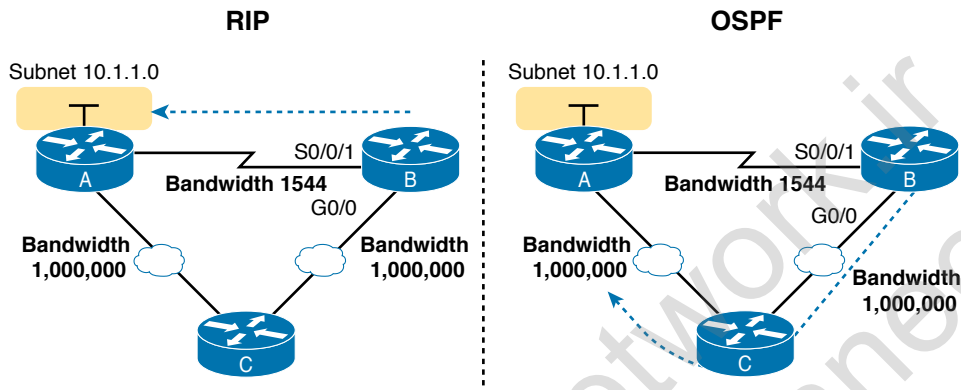 RIP
Subnet 10.1.1.0
S0/0/1
A
B
Bandwidth 1544
G0/0
Bandwidth
1,000,000
Bandwidth
1,000,000
C
OSPF
Subnet 10.1.1.0
S0/0/1
A
B
Bandwidth 1544
G0/0
Bandwidth
1,000,000
Bandwidth
1,000,000
C